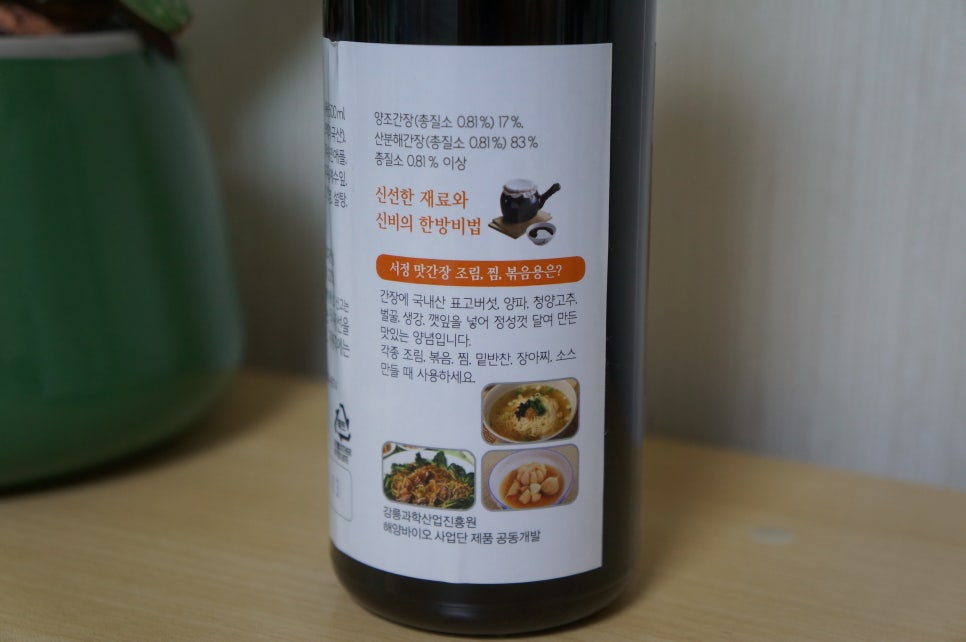 양조간장(총질소 0.81%) 17%,
산분해간장(총질소 0.81%) 83%
총질소 0.81% 이상
신선한 재료와
신비의 한방비법
서정 맛간장 조림, 찜, 볶음용은?
간장에 국내산 표고버섯, 양파, 청양고추,
벌꿀, 생강, 깻잎을 넣어 정성껏 달여 만든
맛있는 양념입니다.
각종 조림, 볶음, 찜, 밑반찬, 장아찌, 소스
만들 때 사용하세요.
강릉과학산업진흥원
해양바이오 사업단 제품 공동개발
설탕,